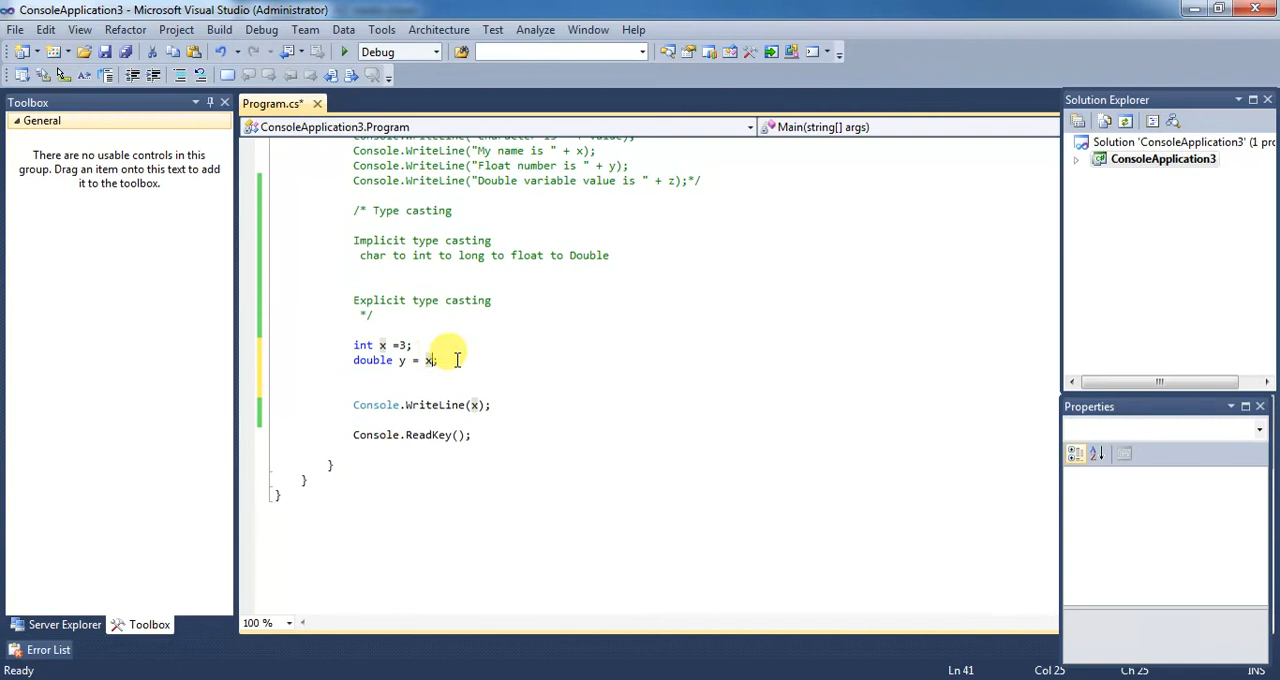 ConsoleApplication3 - Microsoft Visual Studio (Administrator)
File Edit View Refactor Project Build Debug Team Data Tools Architecture Test Analyze Window Help
Debug
Toolbox
General
There are no usable controls in this
group. Drag an item onto this text to add
it to the toolbox.
Server Explorer Toolbox
Program.cs*
ConsoleApplication3.Program Main(string[] args)
Console.WriteLine("My name is " + x);
Console.WriteLine("Float number is " + y);
Console.WriteLine("Double variable value is " + z);*/
/* Type casting
Implicit type casting
char to int to long to float to Double
Explicit type casting
*/
int x =3;
double y = x;
Console.WriteLine(x);
Console.ReadKey();
}
}
}
100 %
Solution Explorer
Solution 'ConsoleApplication3' (1 pro
ConsoleApplication3
Properties
Error List
Ready Ln 41 Col 25 Ch 25 INS